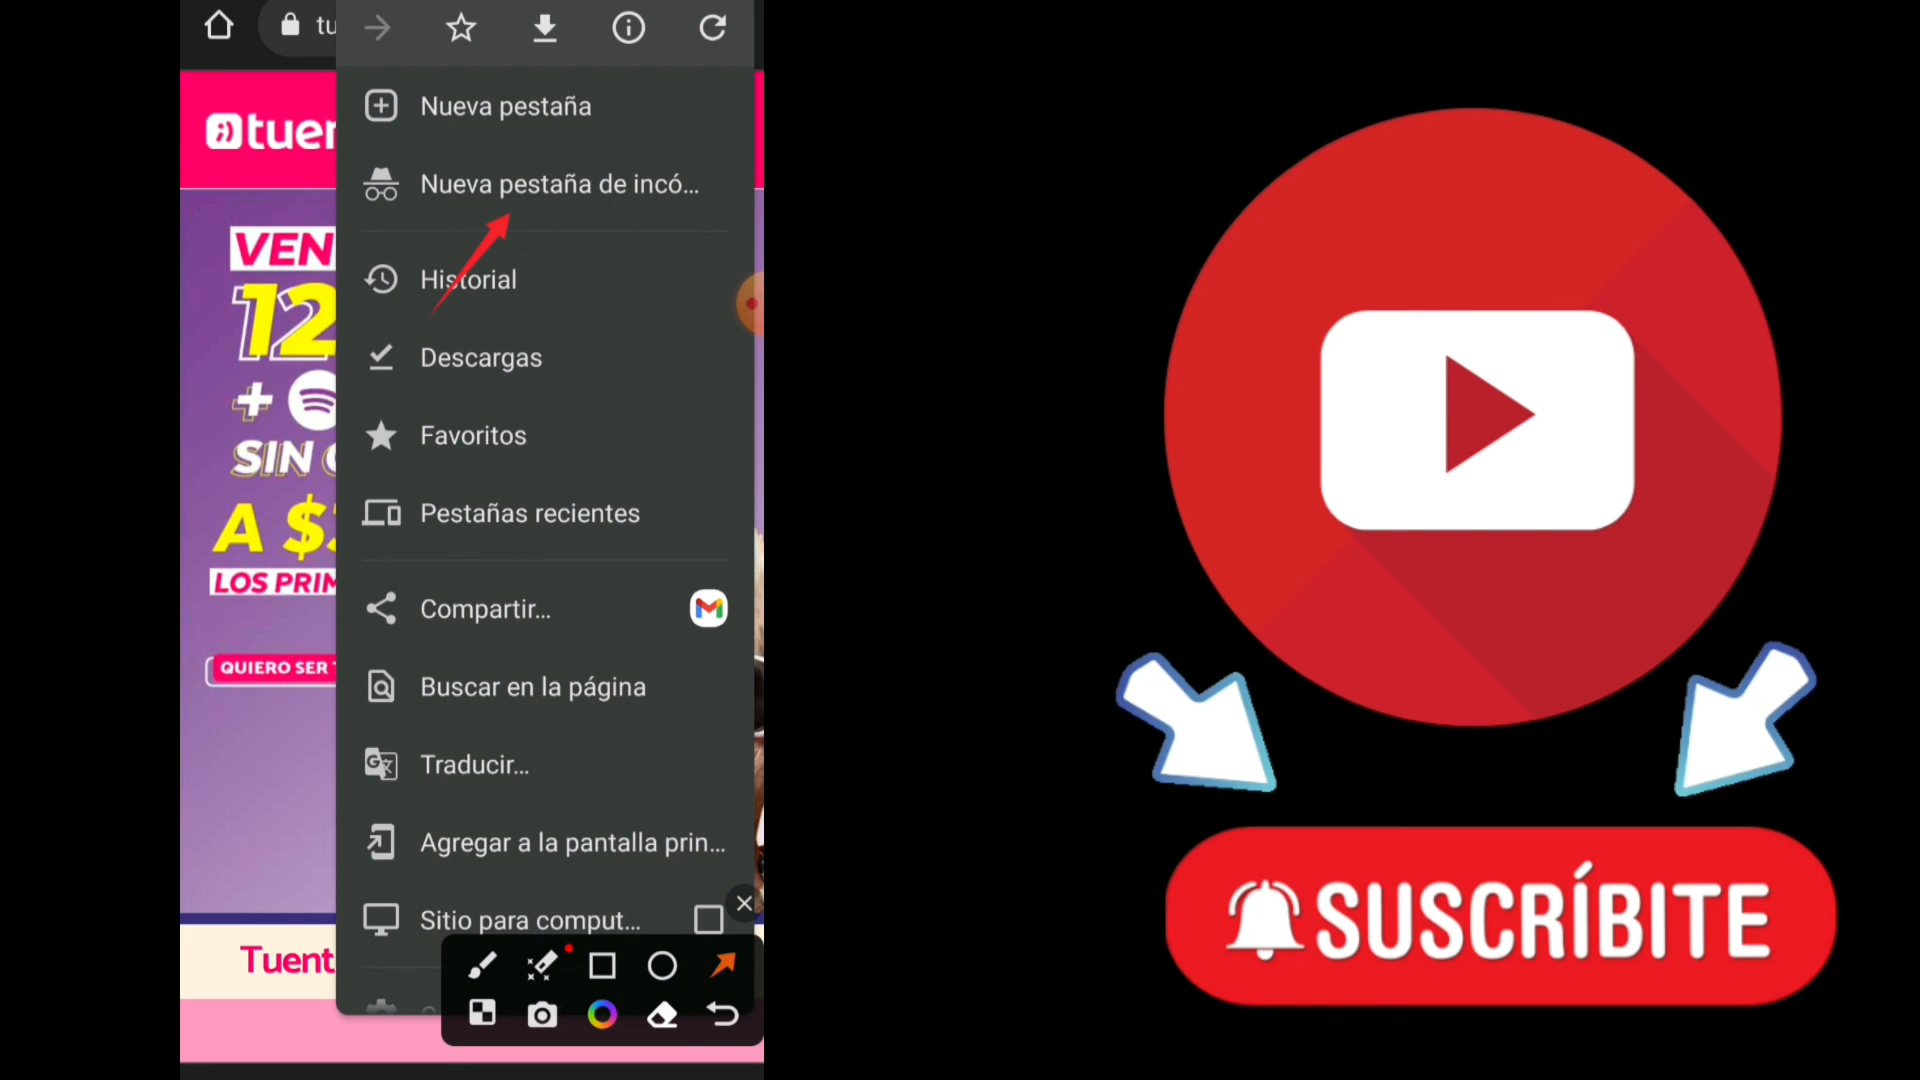 tu
Nueva pestaña
Nueva pestaña de incó...
Historial
Descargas
Favoritos
Pestañas recientes
Compartir...
Buscar en la página
Traducir...
Agregar a la pantalla prin...
Sitio para comput...
tuen
VEN
12
+
SIN
A $
LOS PRIM
QUIERO SER
Tuent
SUSCRÍBITE